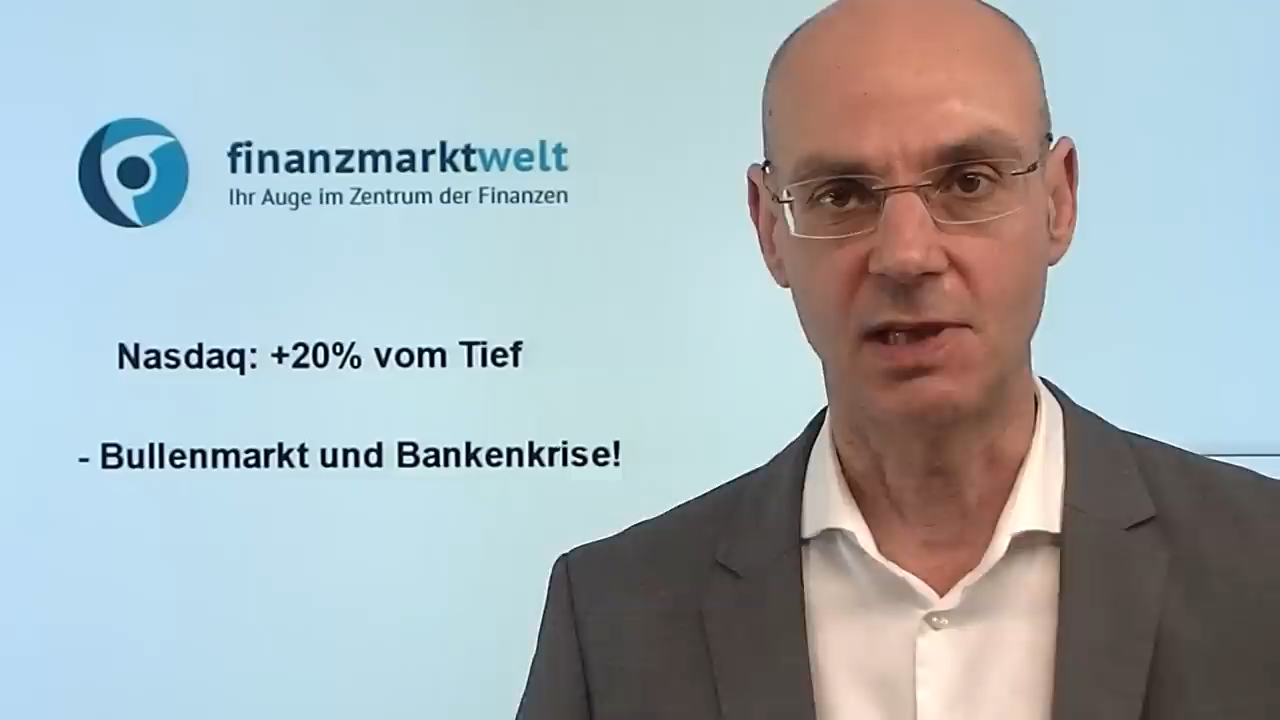 finanzmarktwelt
Ihr Auge im Zentrum der Finanzen
Nasdaq: +20% vom Tief
- Bullenmarkt und Bankenkrise!